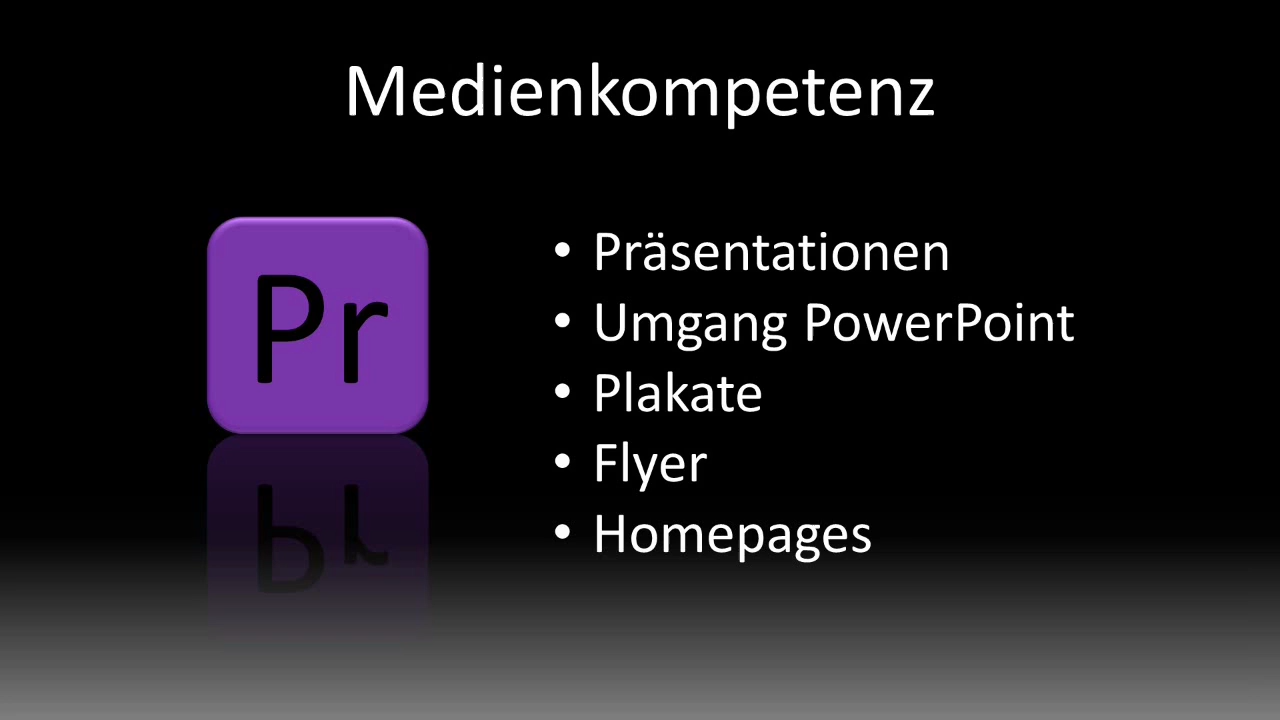 Medienkompetenz
Pr
• Präsentationen
• Umgang PowerPoint
• Plakate
• Flyer
• Homepages